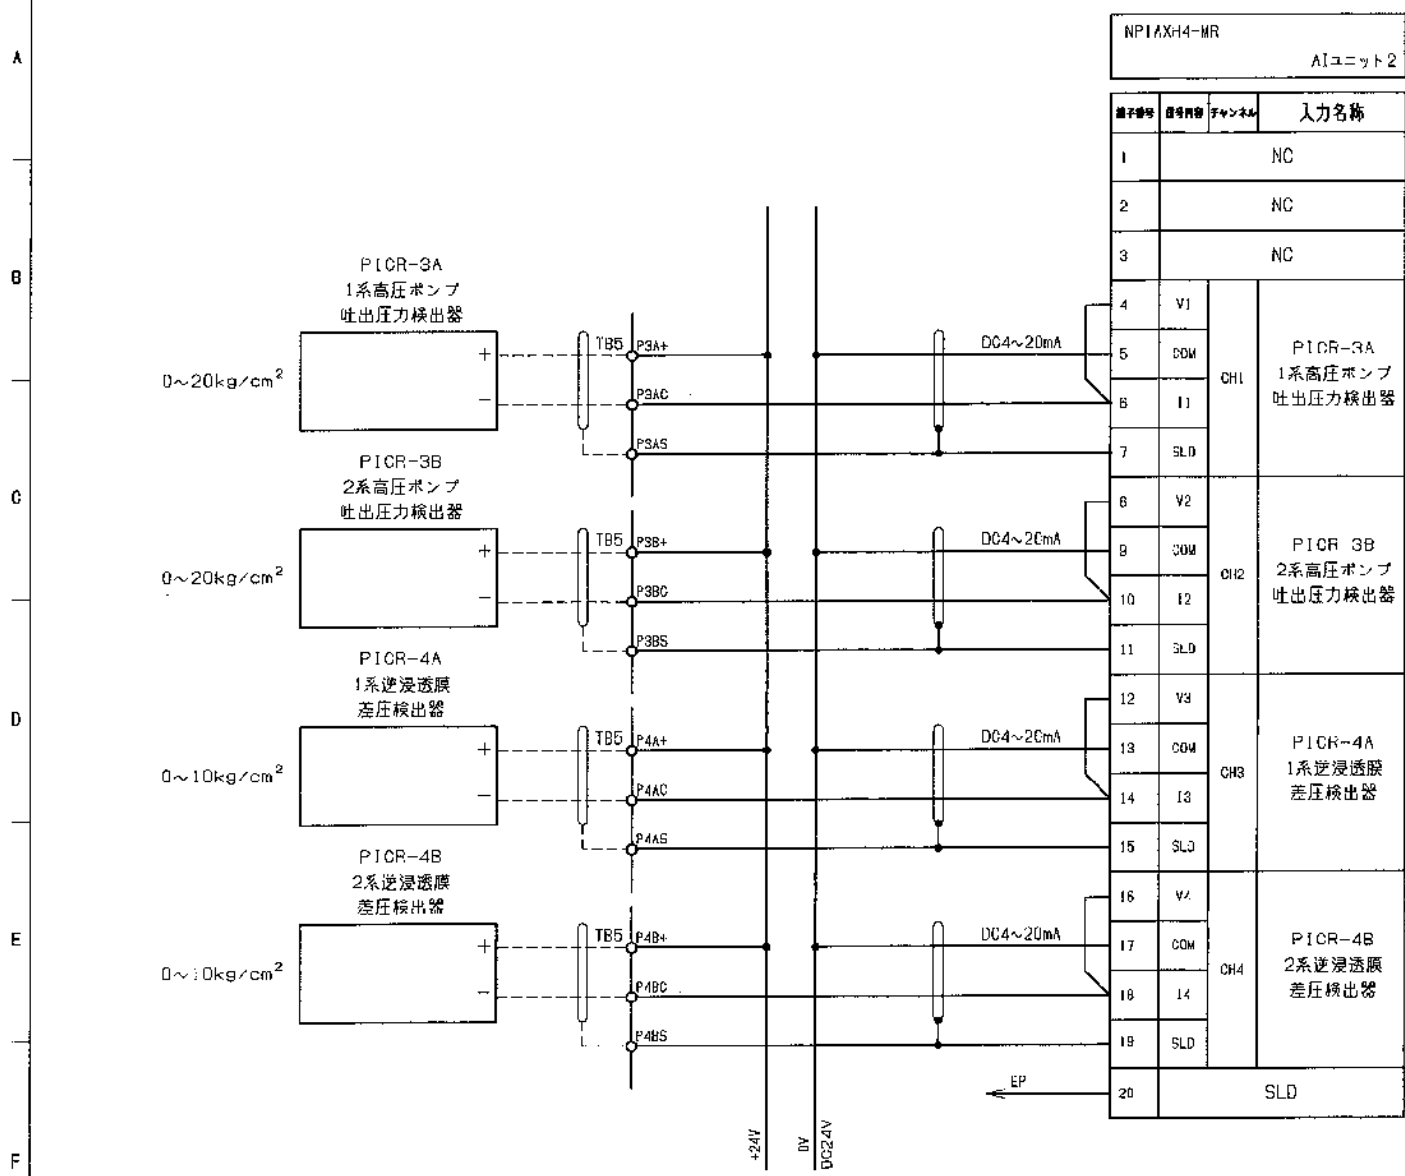 NP1AXH4-MR
AIユニット2
A
端子番号 信号内容 チャンネル 入力名称
1 NC
2 NC
3 NC
B
PICR-3A
1系高圧ポンプ
吐出圧力検出器
0~20kg/cm²
+
-
TB5
P3A+
P3AC
P3AS
DC4~20mA
4 V1
5 COM
6 I1
7 SLD
CH1
PICR-3A
1系高圧ポンプ
吐出圧力検出器
C
PICR-3B
2系高圧ポンプ
吐出圧力検出器
0~20kg/cm²
+
-
TB5
P3B+
P3BC
P3BS
DC4~20mA
8 V2
9 COM
10 I2
11 SLD
CH2
PICR 3B
2系高圧ポンプ
吐出圧力検出器
D
PICR-4A
1系逆浸透膜
差圧検出器
0~10kg/cm²
+
-
TB5
P4A+
P4AC
P4AS
DC4~20mA
12 V3
13 COM
14 I3
15 SLD
CH3
PICR-4A
1系逆浸透膜
差圧検出器
E
PICR-4B
2系逆浸透膜
差圧検出器
0~10kg/cm²
+
-
TB5
P4B+
P4BC
P4BS
DC4~20mA
16 V4
17 COM
18 I4
19 SLD
CH4
PICR-4B
2系逆浸透膜
差圧検出器
EP
20 SLD
F
+24V
0V
DC24V